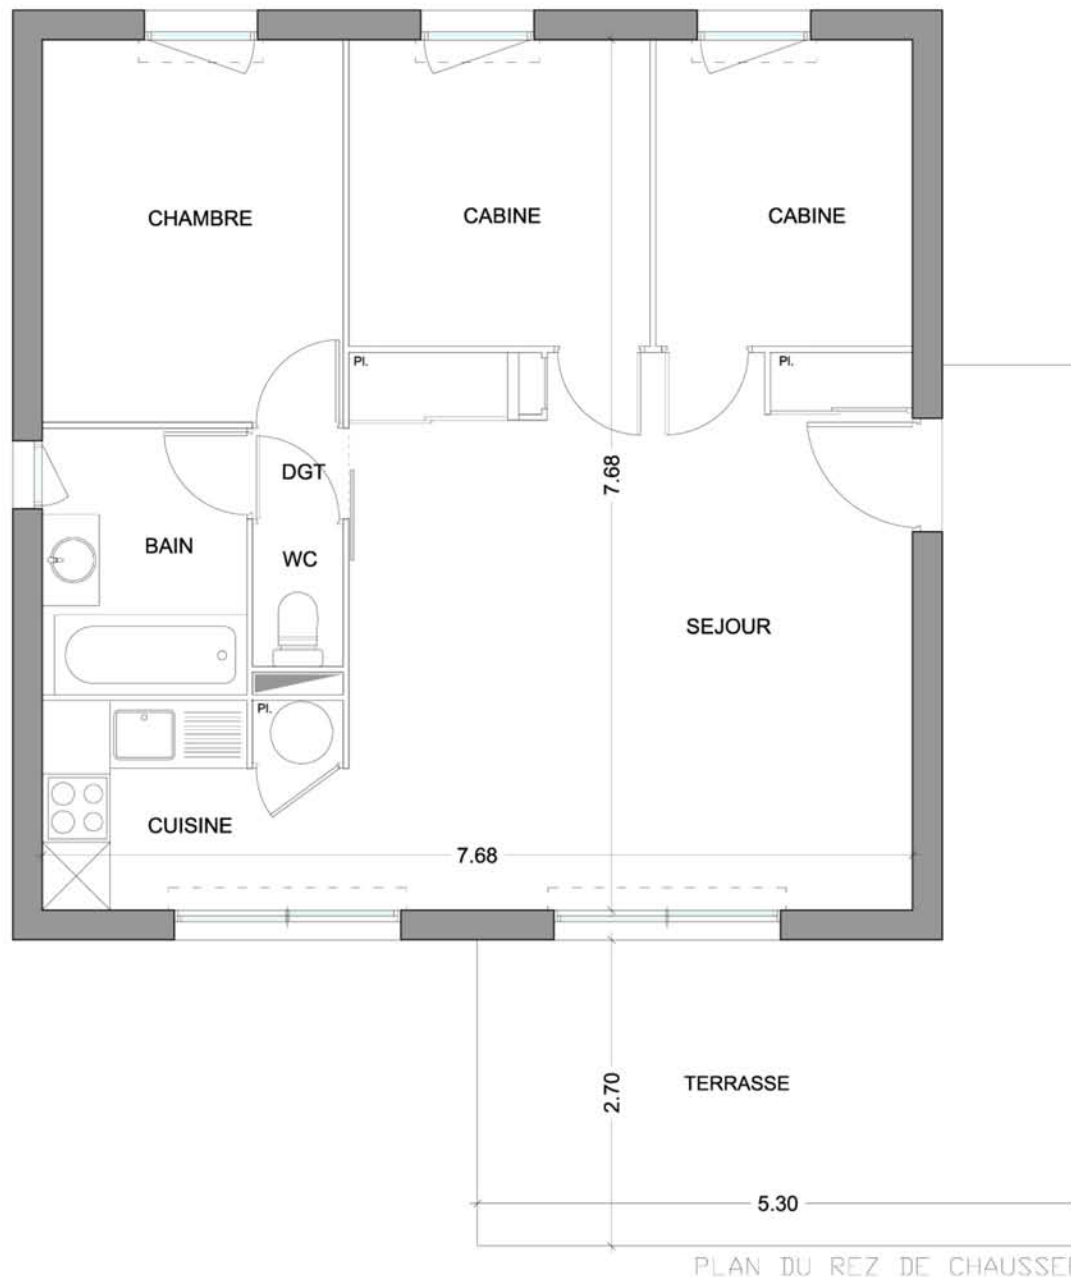 CHAMBRE
CABINE
CABINE
Pl.
Pl.
DGT
7.68
BAIN
WC
SEJOUR
Pl.
CUISINE
7.68
2.70
TERRASSE
5.30
PLAN DU REZ DE CHAUSSEE